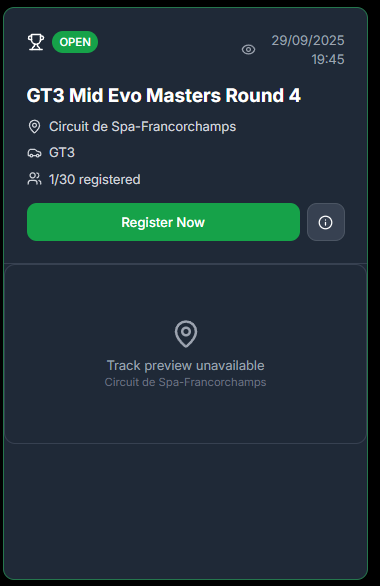 OPEN
29/09/2025
19:45
GT3 Mid Evo Masters Round 4
Circuit de Spa-Francorchamps
GT3
1/30 registered
Register Now
Track preview unavailable
Circuit de Spa-Francorchamps